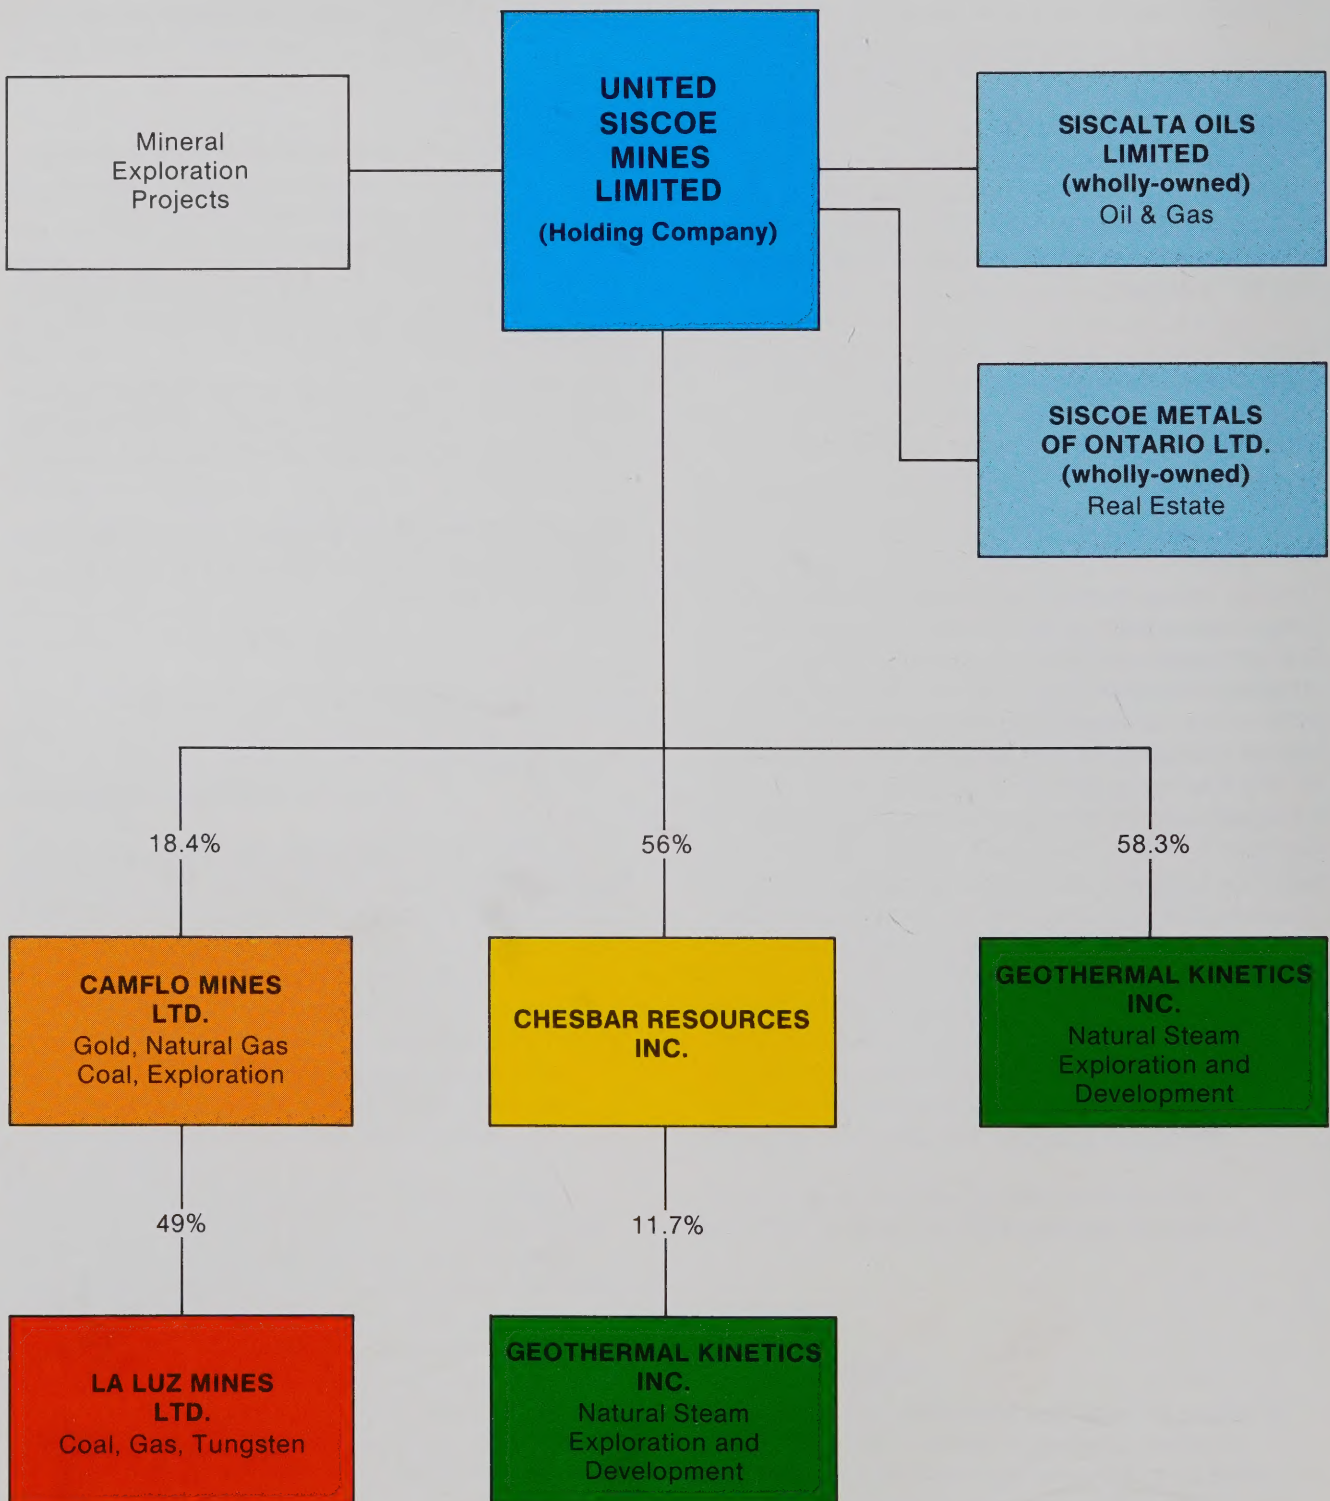 UNITED
SISCOE
MINES
LIMITED
(Holding Company)
Mineral
Exploration
Projects
SISCALTA OILS
LIMITED
(wholly-owned)
Oil & Gas
SISCOE METALS
OF ONTARIO LTD.
(wholly-owned)
Real Estate
18.4%
56%
58.3%
CAMFLO MINES
LTD.
Gold, Natural Gas
Coal, Exploration
CHESBAR RESOURCES
INC.
GEOTHERMAL KINETICS
INC.
Natural Steam
Exploration and
Development
49%
11.7%
LA LUZ MINES
LTD.
Coal, Gas, Tungsten
GEOTHERMAL KINETICS
INC.
Natural Steam
Exploration and
Development